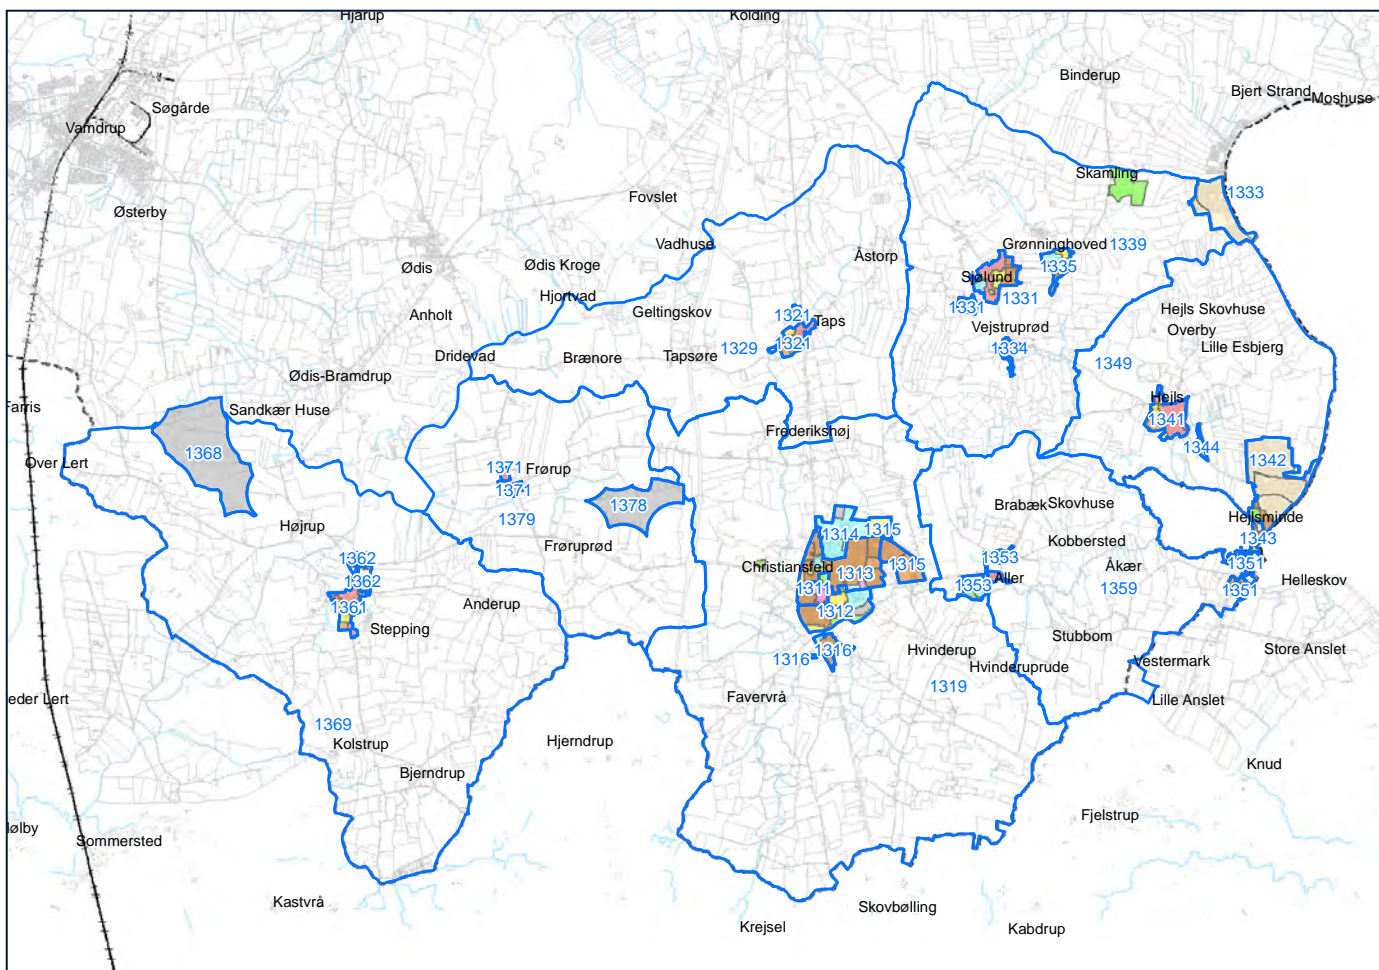 Hjarup
Kolding
Binderup
Bjert Strand
Moshuse
Søgårde
Vamdrup
Skamling
1333
Fovslet
Østerby
Vadhuse
Grønninghoved
1339
Åstorp
Ødis
Ødis Kroge
1335
Sjølund
Hjortvad
1331
1331
Hejls Skovhuse
Anholt
Geltingskov
1321
Taps
Vejstruprød
Overby
1329
1321
1334
Lille Esbjerg
Dridevad
Brænore
Tapsøre
1349
Ødis-Bramdrup
Farris
Sandkær Huse
Hejls
1341
Frederikshøj
1368
1344
1342
Over Lert
1371
Frørup
1371
1378
Brabæk
Skovhuse
Højrup
1379
1314
1315
Hejlsminde
1343
Frøruprød
Kobbersted
1362
Christiansfeld
1313
1315
1353
Åkær
1351
1362
1311
1353
Aller
1359
1351
Helleskov
1361
Anderup
1312
Stepping
Stubbom
1316
1316
Hvinderup
Hvinderuprude
Vestermark
Store Anslet
1319
Favervrå
Lille Anslet
eder Lert
1369
Kolstrup
Hjerndrup
Bjerndrup
Knud
Fjelstrup
ølby
Sommersted
Kastvrå
Skovbølling
Krejsel
Kabdrup